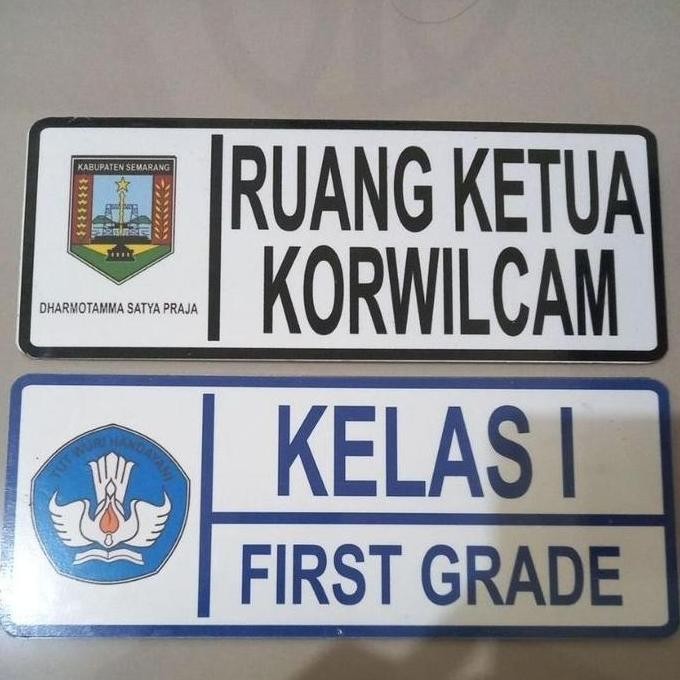 KABUPATEN SEMARANG
DHARMOTAMMA SATYA PRAJA
RUANG KETUA
KORWILCAM
TUT WURI HANDAYANI
KELAS I
FIRST GRADE